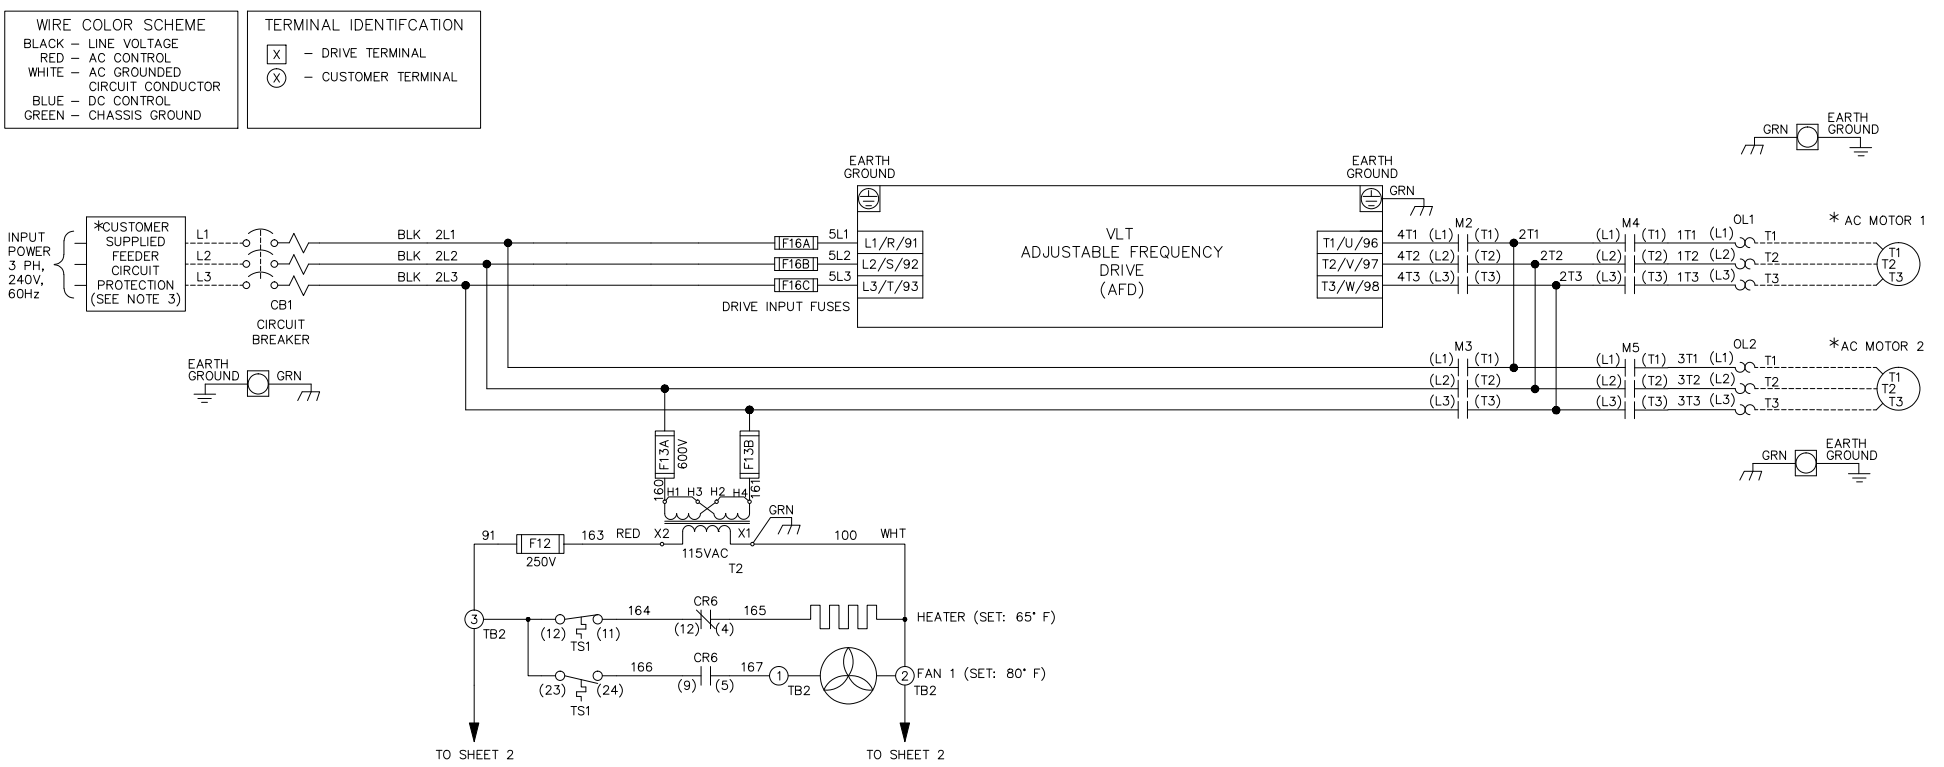 WIRE COLOR SCHEME
BLACK – LINE VOLTAGE
RED – AC CONTROL
WHITE – AC GROUNDED
CIRCUIT CONDUCTOR
BLUE – DC CONTROL
GREEN – CHASSIS GROUND
TERMINAL IDENTIFCATION
X – DRIVE TERMINAL
X – CUSTOMER TERMINAL
INPUT
POWER
3 PH,
240V,
60Hz
*CUSTOMER
SUPPLIED
FEEDER
CIRCUIT
PROTECTION
(SEE NOTE 3)
L1
L2
L3
CB1
CIRCUIT
BREAKER
EARTH
GROUND
GRN
BLK 2L1
BLK 2L2
BLK 2L3
F16A
F16B
F16C
5L1
5L2
5L3
DRIVE INPUT FUSES
EARTH
GROUND
L1/R/91
L2/S/92
L3/T/93
VLT
ADJUSTABLE FREQUENCY
DRIVE
(AFD)
EARTH
GROUND
GRN
T1/U/96
T2/V/97
T3/W/98
4T1 (L1) M2 (T1) 2T1 (L1) M4 (T1) 1T1 (L1) OL1 T1
4T2 (L2) (T2) 2T2 (L2) (T2) 1T2 (L2) T2
4T3 (L3) (T3) 2T3 (L3) (T3) 1T3 (L3) T3
GRN
EARTH
GROUND
* AC MOTOR 1
T1
T2
T3
(L1) M3 (T1) (L1) M5 (T1) 3T1 (L1) OL2 T1
(L2) (T2) (L2) (T2) 3T2 (L2) T2
(L3) (T3) (L3) (T3) 3T3 (L3) T3
*AC MOTOR 2
T1
T2
T3
GRN
EARTH
GROUND
F13A
600V
F13B
160
161
H1 H3 H2 H4
GRN
91
F12
250V
163 RED X2
X1
115VAC
T2
100 WHT
3
TB2
(12) (11)
TS1
164
CR6
(12) (4)
165
HEATER (SET: 65° F)
(23) (24)
TS1
166
CR6
(9) (5)
167
1
TB2
2
TB2
FAN 1 (SET: 80° F)
TO SHEET 2
TO SHEET 2